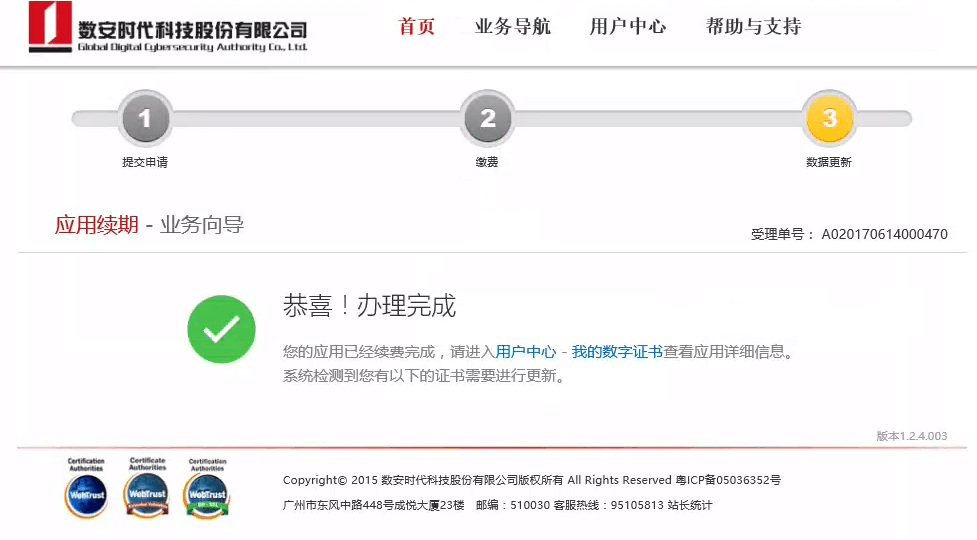 数安时代科技股份有限公司
Global Digital Cybersecurity Authority Co., Ltd.
首页 业务导航 用户中心 帮助与支持
1 2 3
提交申请 缴费 数据更新
应用续期 - 业务向导
受理单号： A020170614000470
恭喜！办理完成
您的应用已经续费完成，请进入用户中心 - 我的数字证书查看应用详细信息。
系统检测到您有以下的证书需要进行更新。
版本1.2.4.003
Certification Authorities WebTrust
Certificate Authorities WebTrust
Certification Authorities WebTrust
Copyright© 2015 数安时代科技股份有限公司版权所有 All Rights Reserved 粤ICP备05036352号
广州市东风中路448号成悦大厦23楼 邮编：510030 客服热线：95105813 站长统计